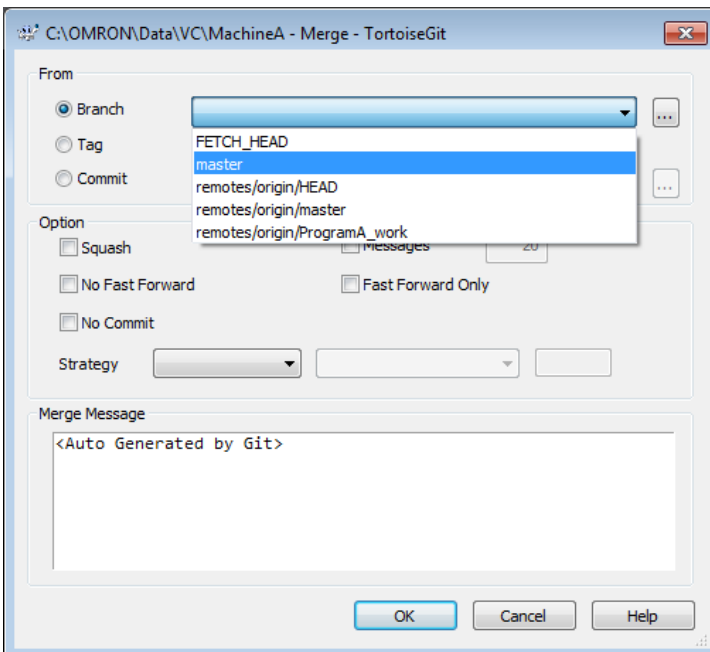 C:\OMRON\Data\VC\MachineA - Merge - TortoiseGit
From
Branch
...
Tag
FETCH_HEAD
master
Commit
remotes/origin/HEAD
...
remotes/origin/master
Option
remotes/origin/ProgramA_work
Squash
Messages
20
No Fast Forward
Fast Forward Only
No Commit
Strategy
Merge Message
<Auto Generated by Git>
OK
Cancel
Help